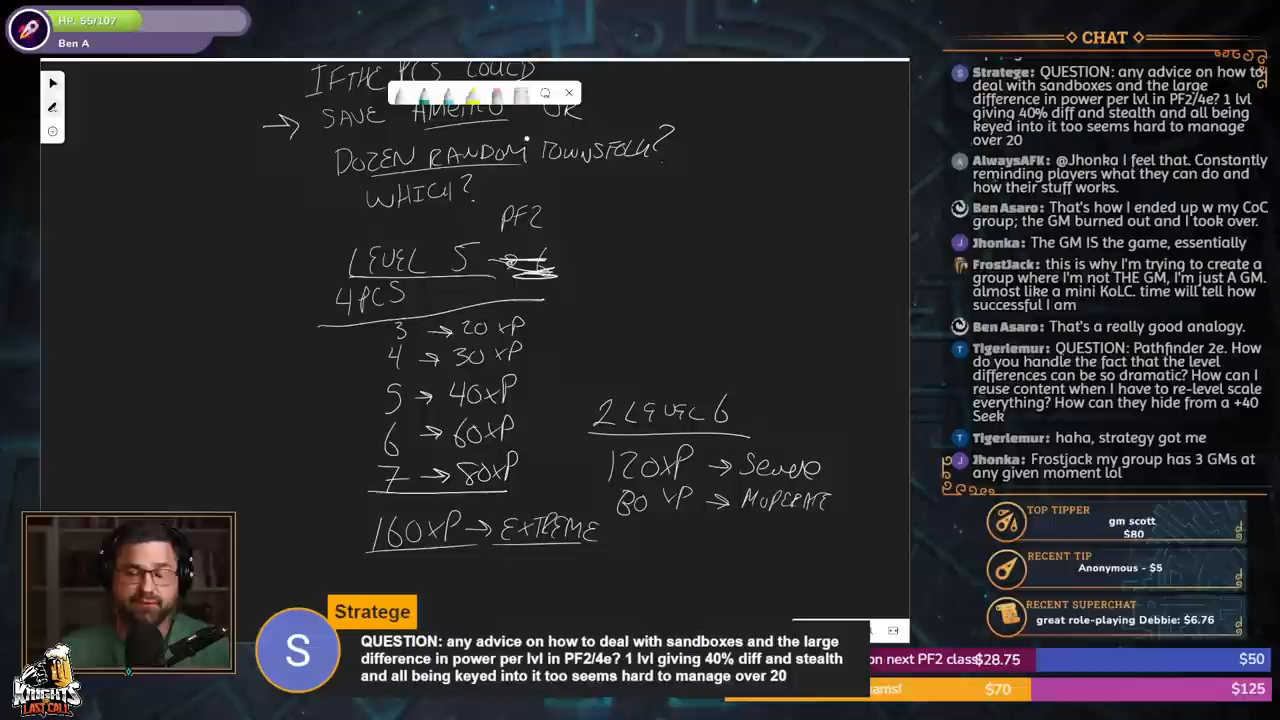 HP: 55/107
Ben A
IF THE PCS COULD
SAVE AMEIKO OR
DOZEN RANDOM TOWNSFOLK?
WHICH?
PF2
LEVEL 5
4 PCS
3 → 20 XP
4 → 30 XP
5 → 40XP
6 → 60XP
7 → 80XP
160XP → EXTREME
2 LEVEL 6
120XP → Severe
80 XP → MODERATE
CHAT
Stratege: QUESTION: any advice on how to
deal with sandboxes and the large
difference in power per lvl in PF2/4e? 1 lvl
giving 40% diff and stealth and all being
keyed into it too seems hard to manage
over 20
AlwaysAFK: @Jhonka I feel that. Constantly
reminding players what they can do and
how their stuff works.
Ben Asaro: That's how I ended up w my CoC
group; the GM burned out and I took over.
Jhonka: The GM IS the game, essentially
FrostJack: this is why I'm trying to create a
group where I'm not THE GM, I'm just A GM.
almost like a mini KoLC. time will tell how
successful I am
Ben Asaro: That's a really good analogy.
Tigerlemur: QUESTION: Pathfinder 2e. How
do you handle the fact that the level
differences can be so dramatic? How can I
reuse content when I have to re-level scale
everything? How can they hide from a +40
Seek
Tigerlemur: haha, strategy got me
Jhonka: Frostjack my group has 3 GMs at
any given moment lol
TOP TIPPER
gm scott
$80
RECENT TIP
Anonymous - $5
RECENT SUPERCHAT
great role-playing Debbie: $6.76
on next PF2 class
$28.75
$50
ams!
$70
$125
Stratege
S
QUESTION: any advice on how to deal with sandboxes and the large
difference in power per lvl in PF2/4e? 1 lvl giving 40% diff and stealth
and all being keyed into it too seems hard to manage over 20
KNIGHTS
LAST CALL